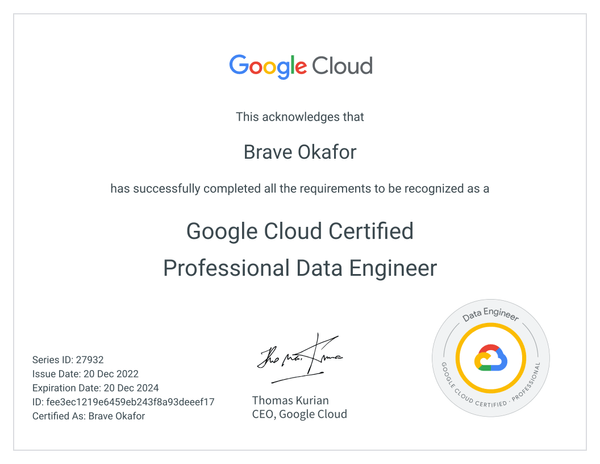 Google Cloud
This acknowledges that
Brave Okafor
has successfully completed all the requirements to be recognized as a
Google Cloud Certified
Professional Data Engineer
Series ID: 27932
Issue Date: 20 Dec 2022
Expiration Date: 20 Dec 2024
ID: fee3ec1219e6459eb243f8a93deeef17
Certified As: Brave Okafor
Thomas Kurian
CEO, Google Cloud
Data Engineer
GOOGLE CLOUD CERTIFIED · PROFESSIONAL